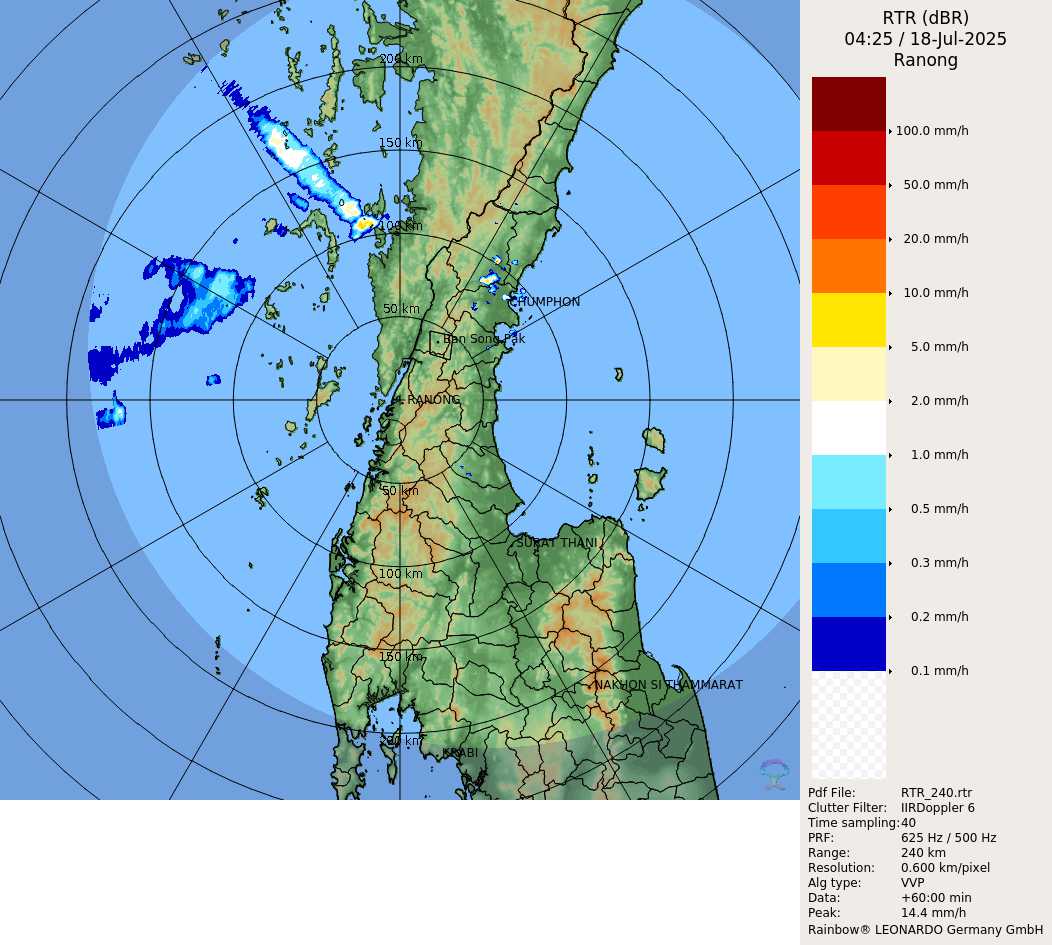 RTR (dBR)
04:25 / 18-Jul-2025
Ranong
200 km
150 km
100 km
50 km
CHUMPHON
Ban Song Pak
RANONG
50 km
SURAT THANI
100 km
150 km
NAKHON SI THAMMARAT
200 km
KRABI
100.0 mm/h
50.0 mm/h
20.0 mm/h
10.0 mm/h
5.0 mm/h
2.0 mm/h
1.0 mm/h
0.5 mm/h
0.3 mm/h
0.2 mm/h
0.1 mm/h
Pdf File: RTR_240.rtr
Clutter Filter: IIRDoppler 6
Time sampling:40
PRF: 625 Hz / 500 Hz
Range: 240 km
Resolution: 0.600 km/pixel
Alg type: VVP
Data: +60:00 min
Peak: 14.4 mm/h
Rainbow® LEONARDO Germany GmbH